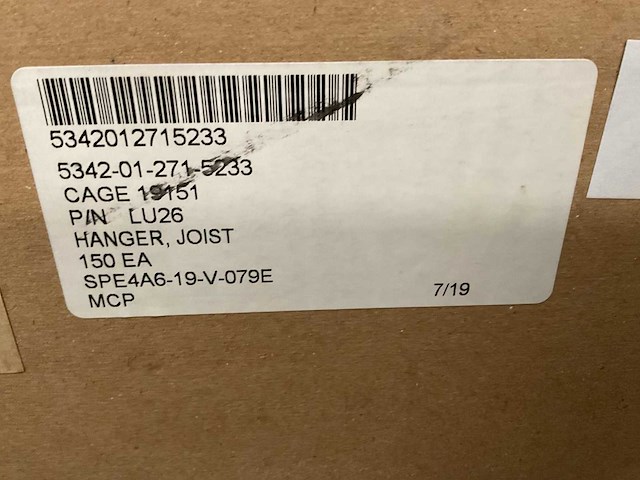 5342012715233
5342-01-271-5233
CAGE 19151
P/N LU26
HANGER, JOIST
150 EA
SPE4A6-19-V-079E
MCP 7/19